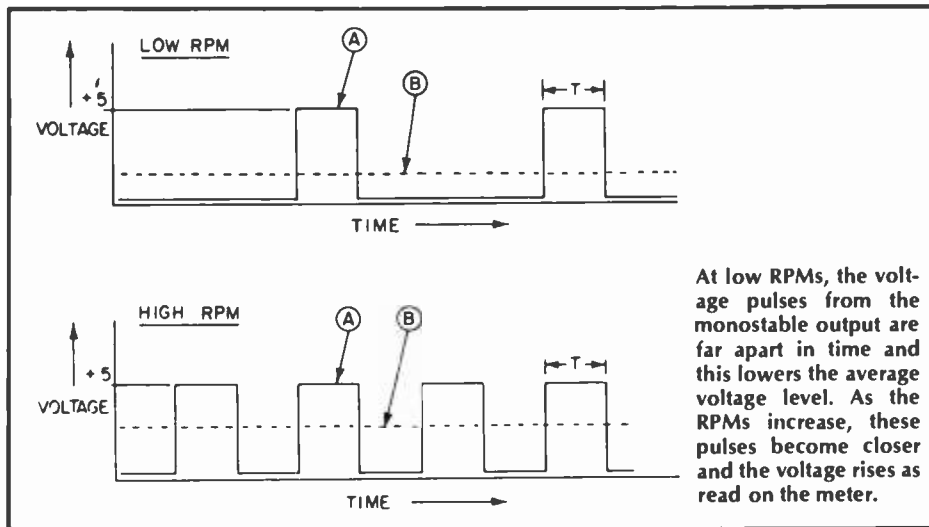 LOW RPM
A
B
+5
T
VOLTAGE
TIME
HIGH RPM
A
B
+5
T
VOLTAGE
TIME
At low RPMs, the volt-
age pulses from the
monostable output are
far apart in time and
this lowers the average
voltage level. As the
RPMs increase, these
pulses become closer
and the voltage rises as
read on the meter.